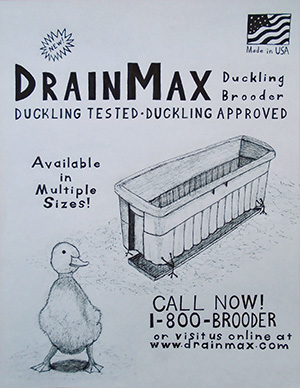 NEW!
Made in USA
DRAINMAX
Duckling
Brooder
DUCKLING TESTED·DUCKLING APPROVED
Available
in
Multiple
Sizes!
CALL NOW!
1-800-BROODER
or visit us online at
www.drainmax.com